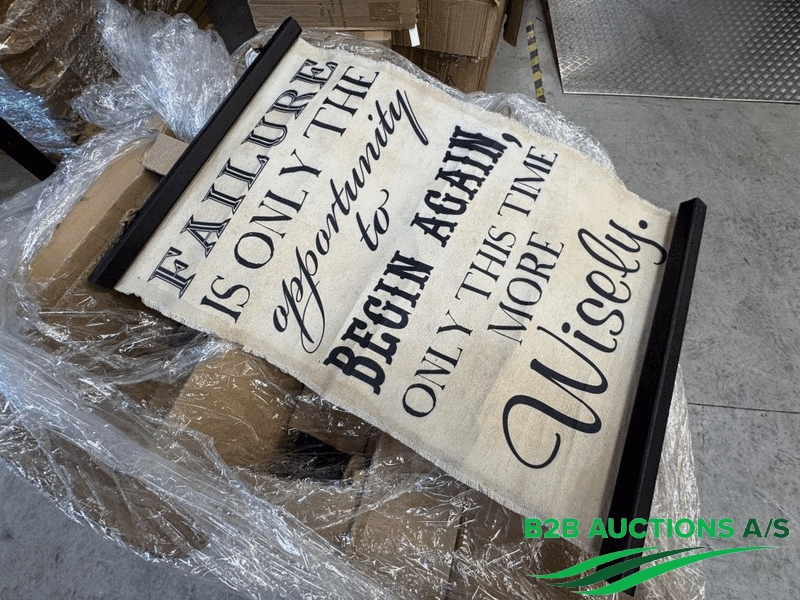 FAILURE
IS ONLY THE
opportunity
to
BEGIN AGAIN,
ONLY THIS TIME
MORE
Wisely.
B2B AUCTIONS A/S